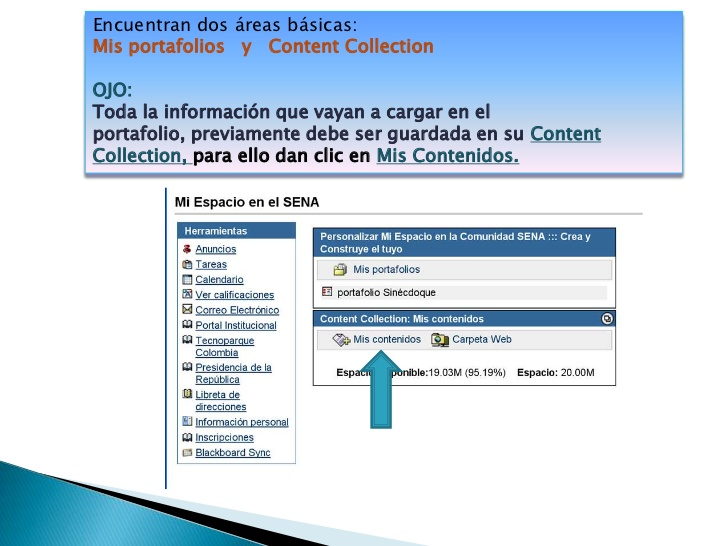 Encuentran dos áreas básicas:
Mis portafolios y Content Collection
OJO:
Toda la información que vayan a cargar en el
portafolio, previamente debe ser guardada en su Content
Collection, para ello dan clic en Mis Contenidos.
Mi Espacio en el SENA
Herramientas
Anuncios
Tareas
Calendario
Ver calificaciones
Correo Electrónico
Portal Institucional
Tecnoparque
Colombia
Presidencia de la
República
Libreta de
direcciones
Información personal
Inscripciones
Blackboard Sync
Personalizar Mi Espacio en la Comunidad SENA ::: Crea y
Construye el tuyo
Mis portafolios
portafolio Sinécdoque
Content Collection: Mis contenidos
Mis contenidos Carpeta Web
:19.03M (95.19%) Espacio: 20.00M